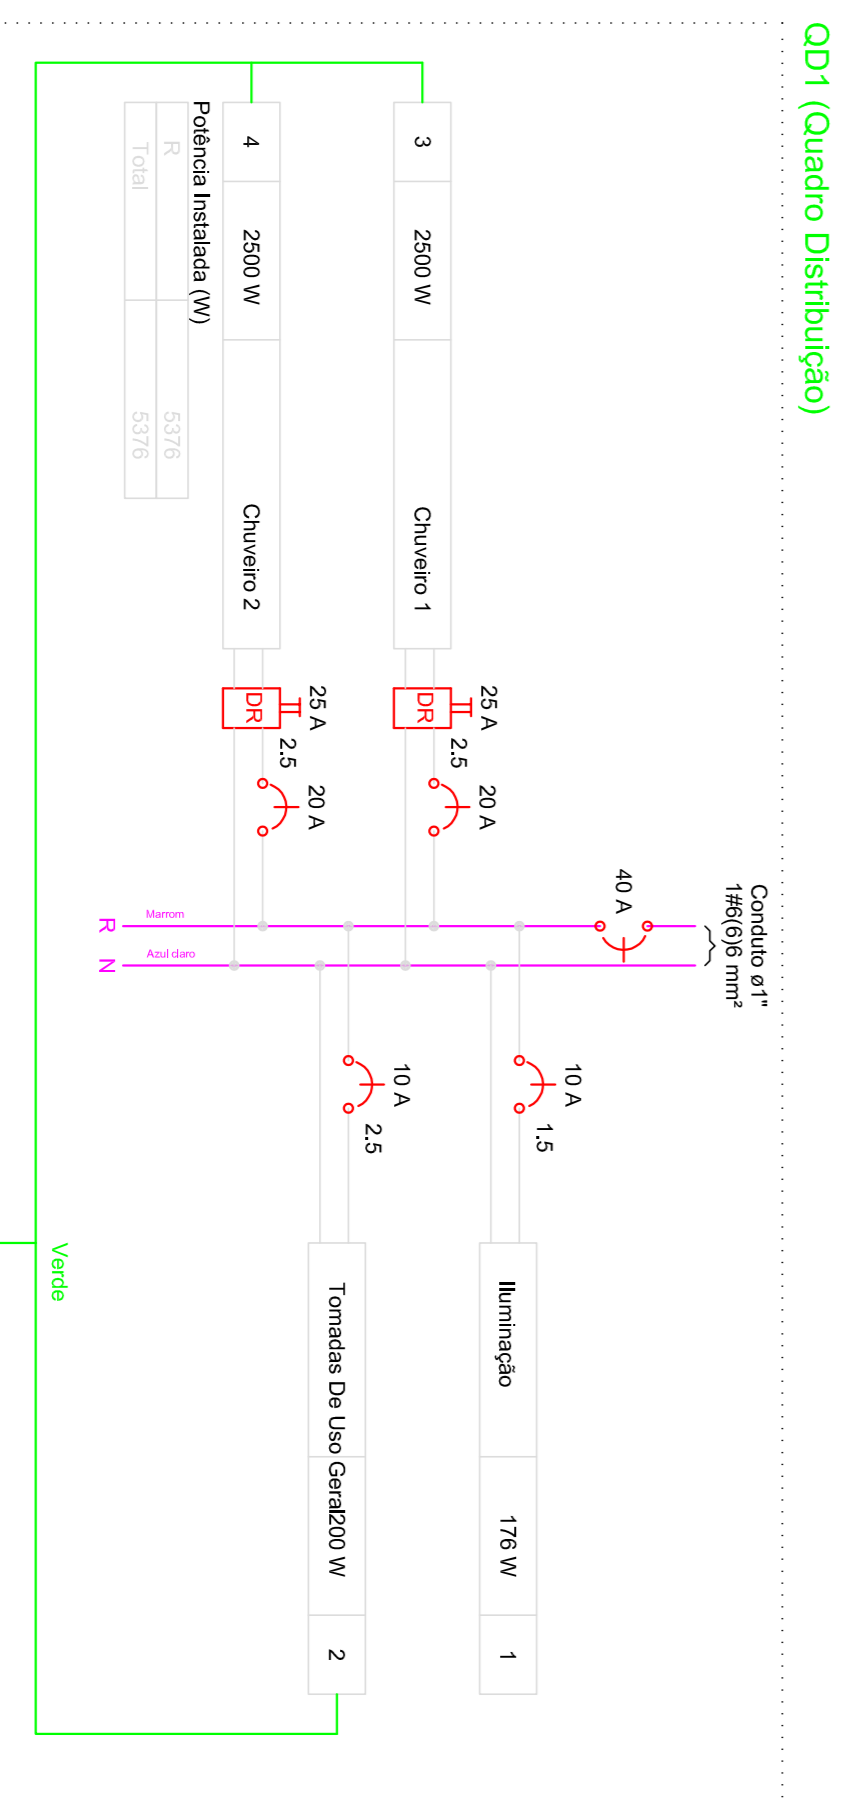 QD1 (Quadro Distribuição)
Conduto ø1"
1#6(6)6 mm²
40 A
3
2500 W
Chuveiro 1
25 A
DR
2.5
20 A
10 A
1.5
Iluminação
176 W
1
4
2500 W
Chuveiro 2
25 A
DR
2.5
20 A
10 A
2.5
Tomadas De Uso Geral
200 W
2
Potência Instalada (W)
R
5376
Total
5376
R
Marrom
N
Azul claro
Verde